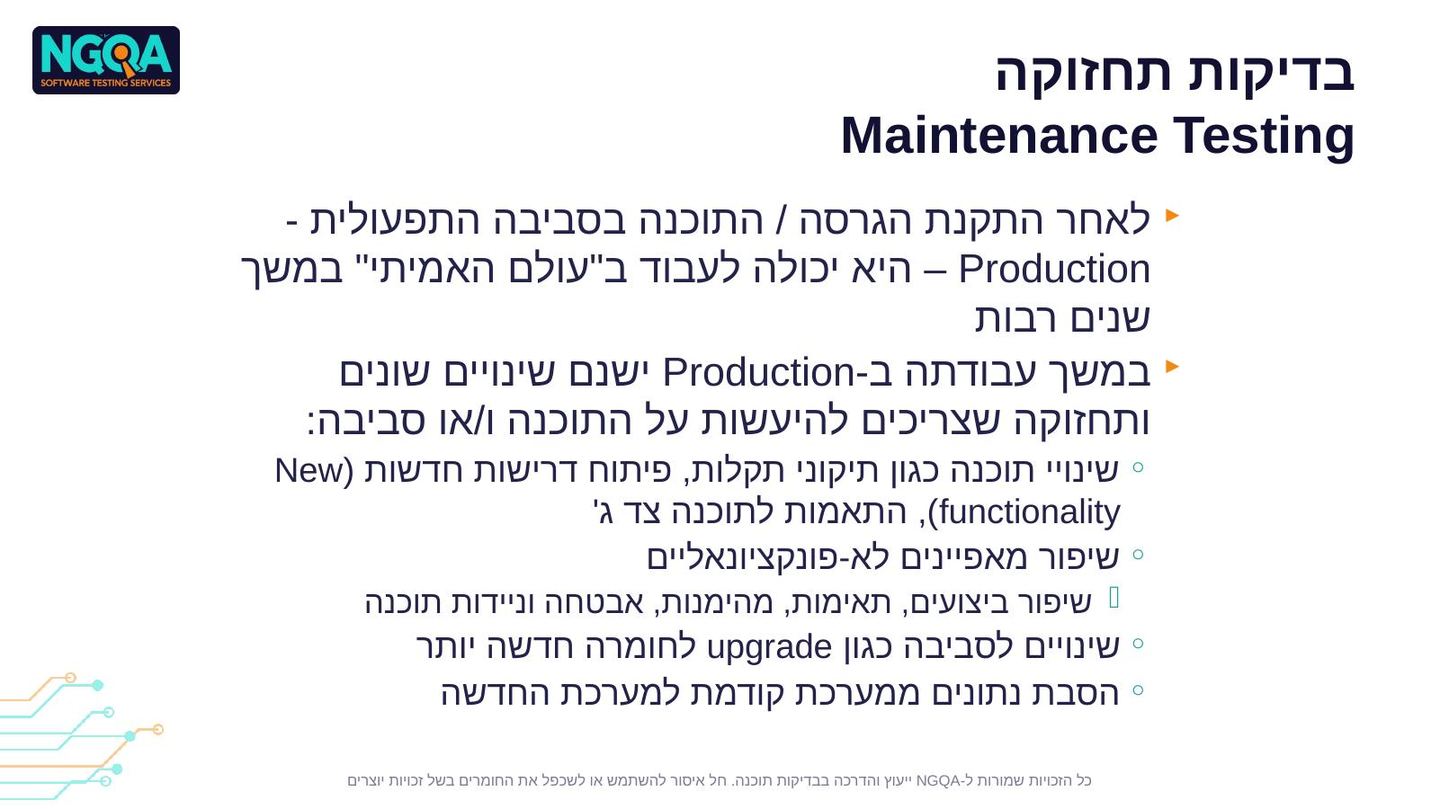 NGQA
SOFTWARE TESTING SERVICES
בדיקות תחזוקה
Maintenance Testing
לאחר התקנת הגרסה / התוכנה בסביבה התפעולית -
Production – היא יכולה לעבוד ב"עולם האמיתי" במשך
שנים רבות
במשך עבודתה ב-Production ישנם שינויים שונים
ותחזוקה שצריכים להיעשות על התוכנה ו/או סביבה:
שינויי תוכנה כגון תיקוני תקלות, פיתוח דרישות חדשות (New
functionality), התאמות לתוכנה צד ג'
שיפור מאפיינים לא-פונקציונאליים
שיפור ביצועים, תאימות, מהימנות, אבטחה וניידות תוכנה
שינויים לסביבה כגון upgrade לחומרה חדשה יותר
הסבת נתונים ממערכת קודמת למערכת החדשה
כל הזכויות שמורות ל-NGQA ייעוץ והדרכה בבדיקות תוכנה. חל איסור להשתמש או לשכפל את החומרים בשל זכויות יוצרים